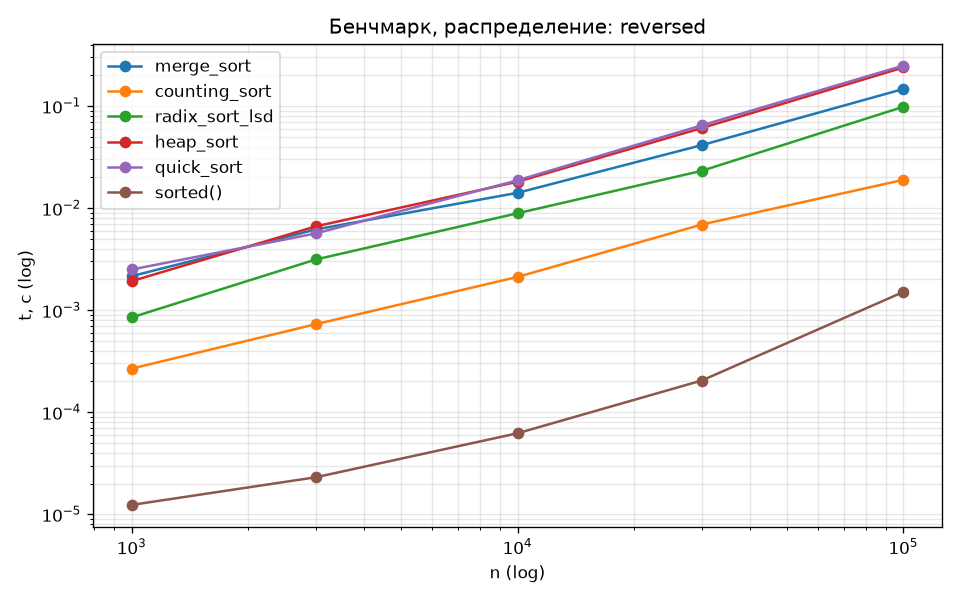 Бенчмарк, распределение: reversed
merge_sort
counting_sort
radix_sort_lsd
heap_sort
quick_sort
sorted()
10⁻¹
10⁻²
10⁻³
10⁻⁴
10⁻⁵
t, с (log)
10³ 10⁴ 10⁵
n (log)